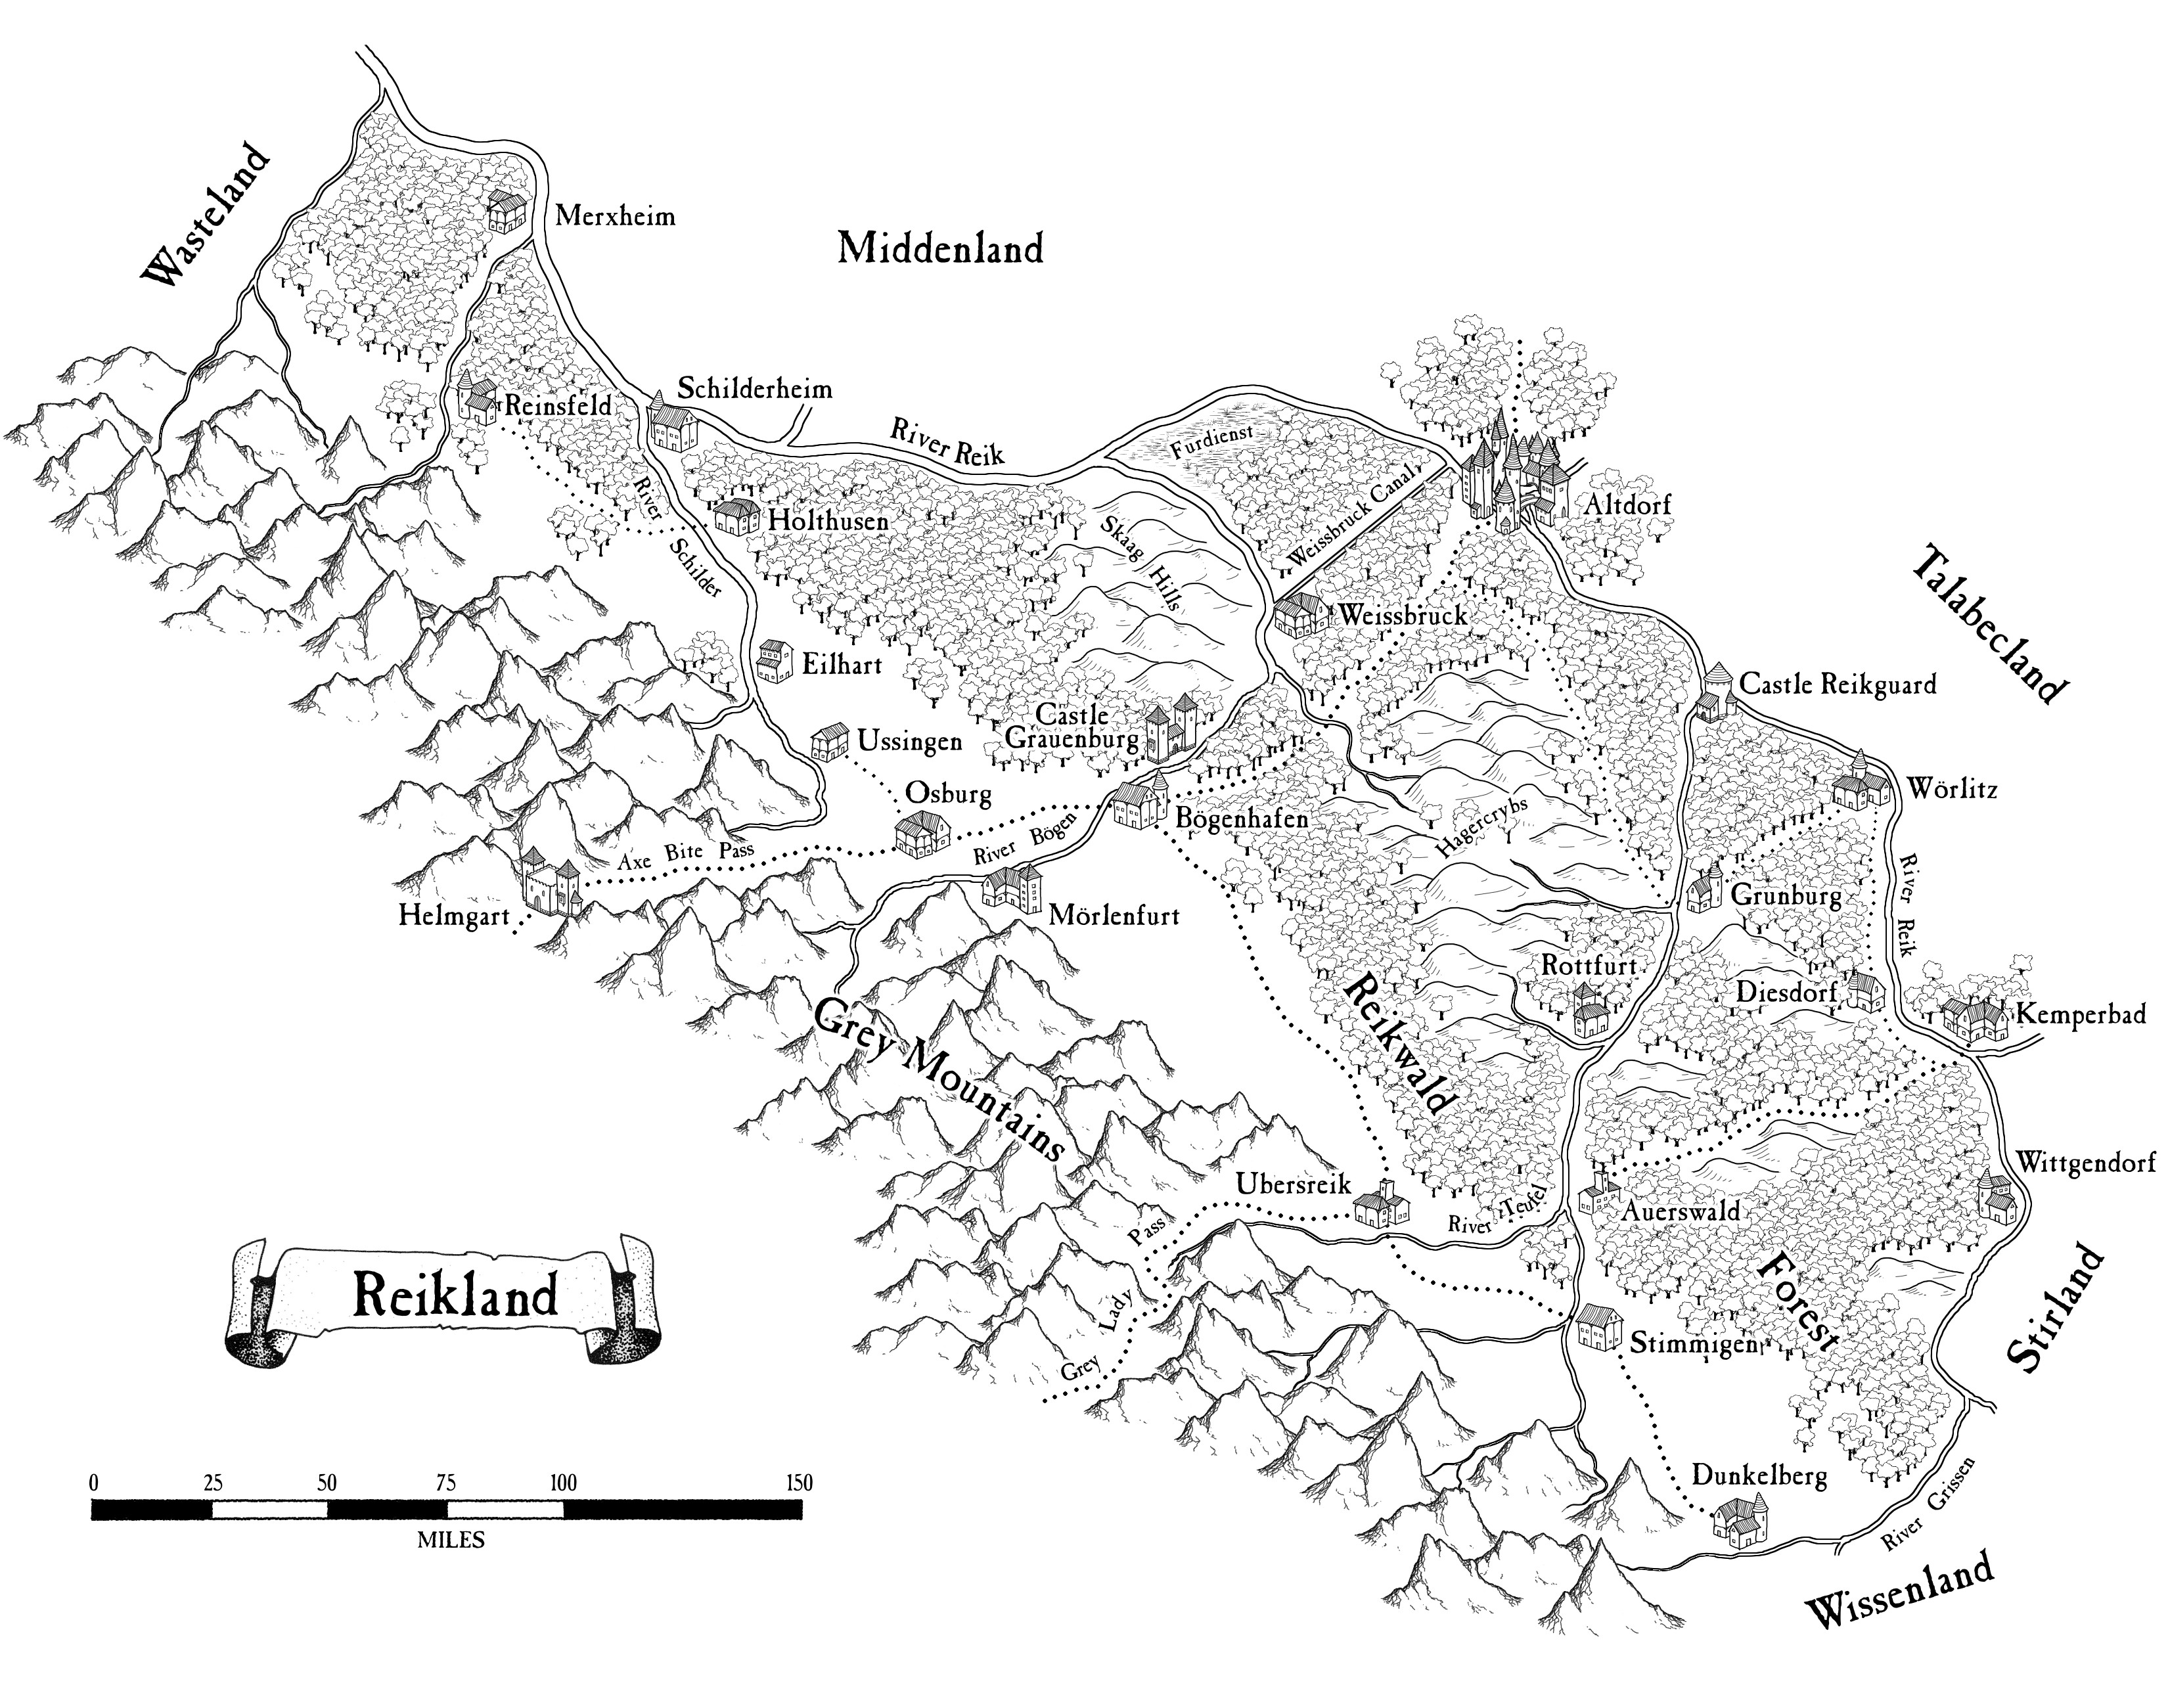 Wasteland
Merxheim
Middenland
Schilderheim
Reinsfeld
River Reik
Furdienst
Weissbruck Canal
Altdorf
Holthusen
River Schilder
Skaag Hills
Talabecland
Weissbruck
Eilhart
Castle Reikguard
Castle
Grauenburg
Ussingen
Osburg
Wörlitz
Bögenhafen
Hagercrybs
River Bögen
Axe Bite Pass
Helmgart
Mörlenfurt
Grunburg
River Reik
Rottfurt
Diesdorf
Kemperbad
Grey Mountains
Reikwald Forest
Wittgendorf
Ubersreik
River Teufel
Auerswald
Grey Lady Pass
Reikland
Stimmigen
Stirland
Dunkelberg
River Grissen
Wissenland
0 25 50 75 100 150
MILES